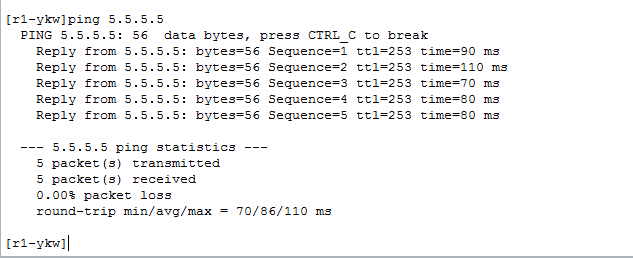 [r1-ykw]ping 5.5.5.5
PING 5.5.5.5: 56  data bytes, press CTRL_C to break
Reply from 5.5.5.5: bytes=56 Sequence=1 ttl=253 time=90 ms
Reply from 5.5.5.5: bytes=56 Sequence=2 ttl=253 time=110 ms
Reply from 5.5.5.5: bytes=56 Sequence=3 ttl=253 time=70 ms
Reply from 5.5.5.5: bytes=56 Sequence=4 ttl=253 time=80 ms
Reply from 5.5.5.5: bytes=56 Sequence=5 ttl=253 time=80 ms
--- 5.5.5.5 ping statistics ---
5 packet(s) transmitted
5 packet(s) received
0.00% packet loss
round-trip min/avg/max = 70/86/110 ms
[r1-ykw]